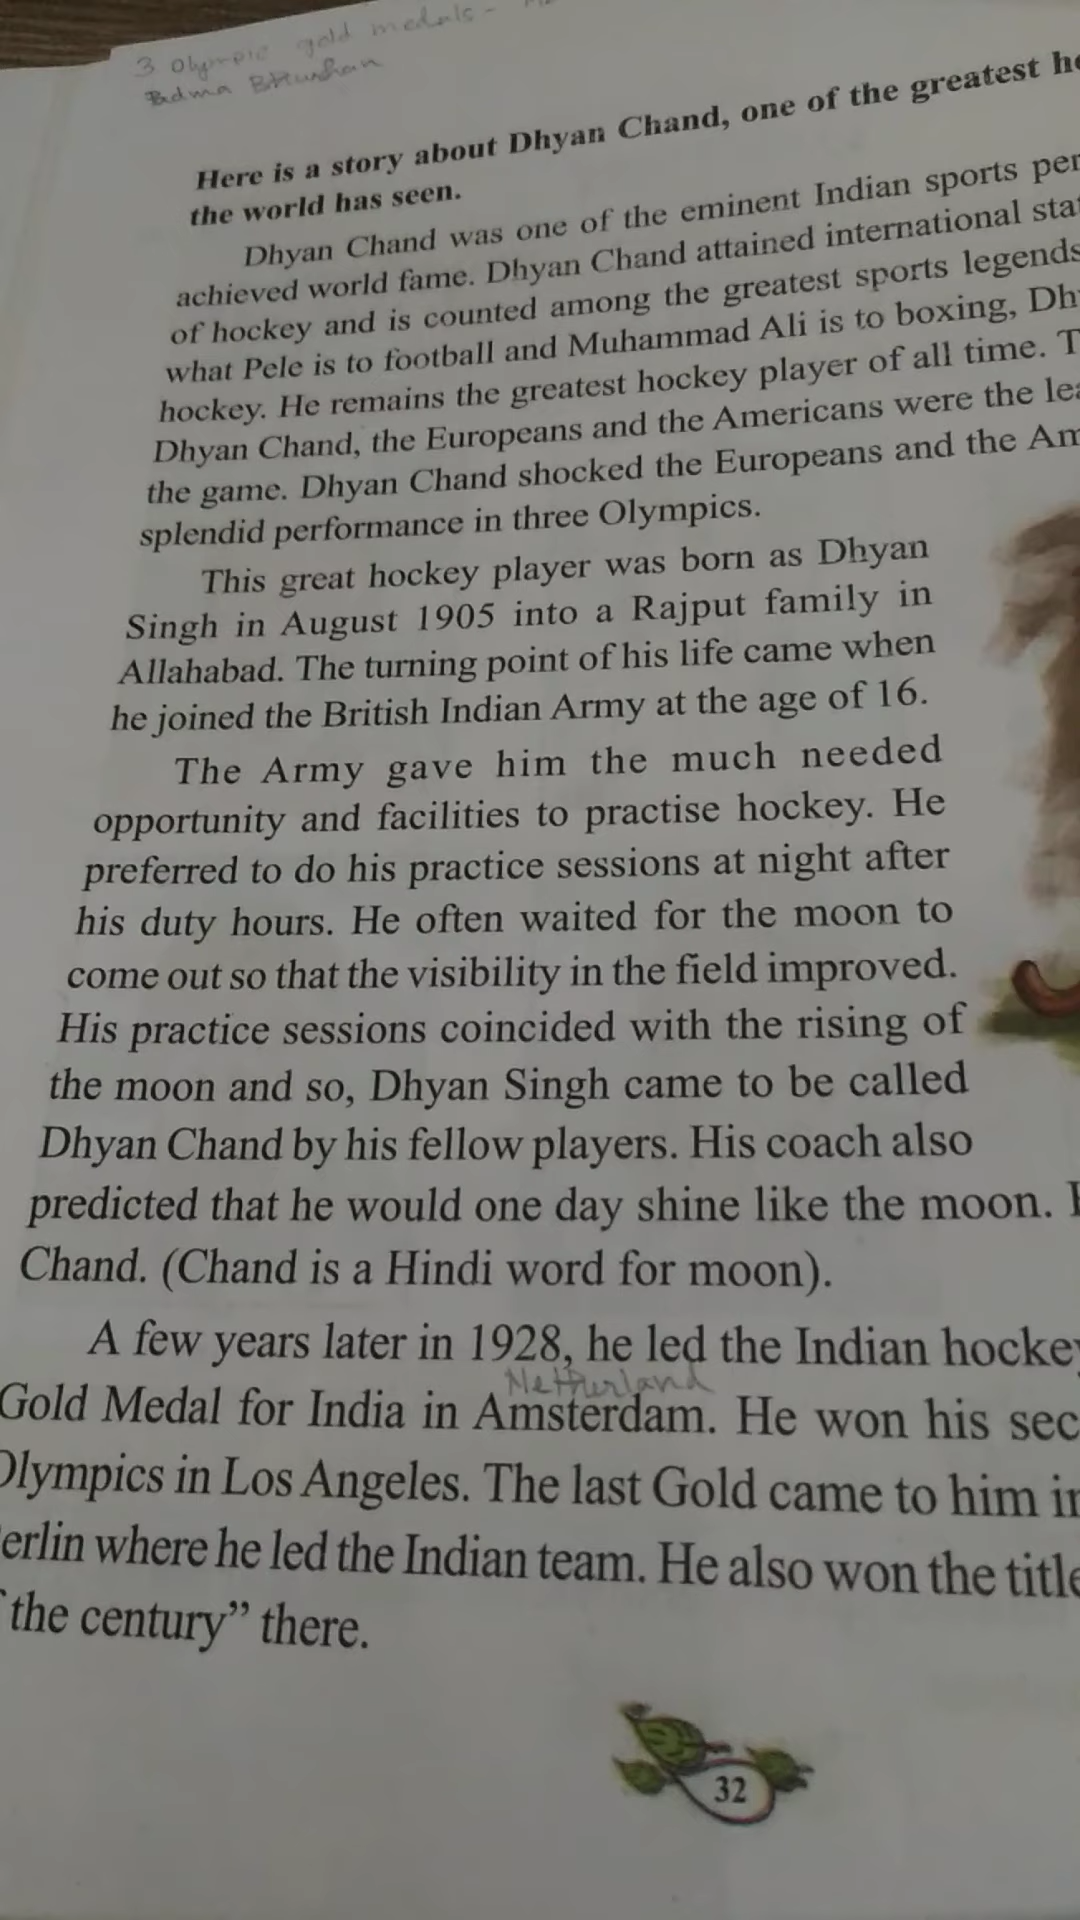 3 Olympic gold medals -
Padma Bhushan
Here is a story about Dhyan Chand, one of the greatest
the world has seen.
Dhyan Chand was one of the eminent Indian sports
achieved world fame. Dhyan Chand attained international
of hockey and is counted among the greatest sports legends
what Pele is to football and Muhammad Ali is to boxing,
hockey. He remains the greatest hockey player of all time.
Dhyan Chand, the Europeans and the Americans were the
the game. Dhyan Chand shocked the Europeans and the
splendid performance in three Olympics.
This great hockey player was born as Dhyan
Singh in August 1905 into a Rajput family in
Allahabad. The turning point of his life came when
he joined the British Indian Army at the age of 16.
The Army gave him the much needed
opportunity and facilities to practise hockey. He
preferred to do his practice sessions at night after
his duty hours. He often waited for the moon to
come out so that the visibility in the field improved.
His practice sessions coincided with the rising of
the moon and so, Dhyan Singh came to be called
Dhyan Chand by his fellow players. His coach also
predicted that he would one day shine like the moon.
Chand. (Chand is a Hindi word for moon).
A few years later in 1928, he led the Indian hockey
Netherland
Gold Medal for India in Amsterdam. He won his
Olympics in Los Angeles. The last Gold came to him
erlin where he led the Indian team. He also won the title
the century” there.
32